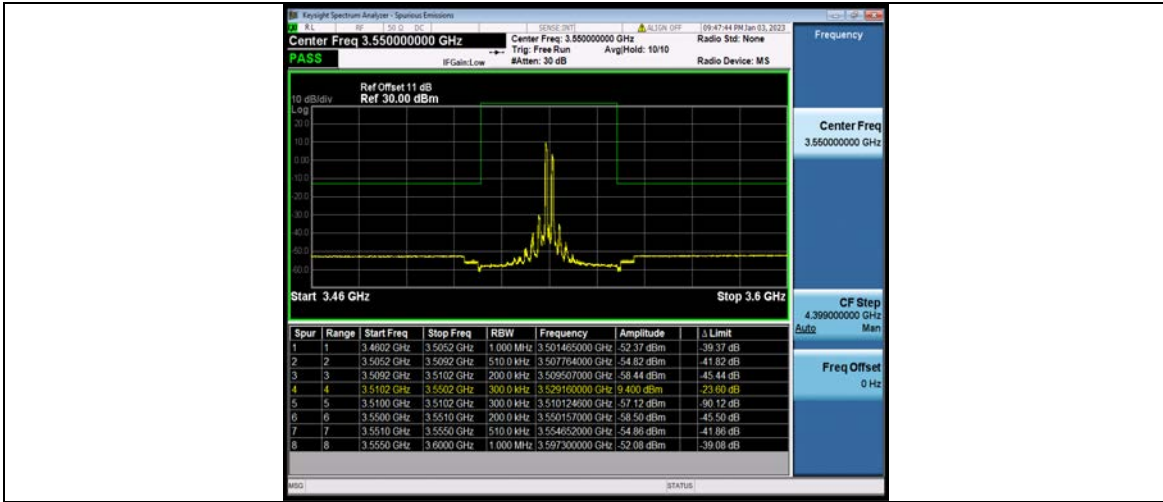 Keysight Spectrum Analyzer - Spurious Emissions
RL RF 50 Ω DC SENSE:INT ALIGN OFF 09:47:44 PM Jan 03, 2023
Center Freq 3.550000000 GHz
Center Freq: 3.550000000 GHz
Radio Std: None
Trig: Free Run Avg|Hold: 10/10
PASS
IFGain:Low #Atten: 30 dB Radio Device: MS
Frequency
Ref Offset 11 dB
10 dB/div Ref 30.00 dBm
Log
20.0
10.0
0.00
-10.0
-20.0
-30.0
-40.0
-50.0
-60.0
Start 3.46 GHz Stop 3.6 GHz
Center Freq
3.550000000 GHz
CF Step
4.399000000 GHz
Auto Man
Freq Offset
0 Hz
Spur Range Start Freq Stop Freq RBW Frequency Amplitude Δ Limit
1 1 3.4602 GHz 3.5052 GHz 1.000 MHz 3.501465000 GHz -52.37 dBm -39.37 dB
2 2 3.5052 GHz 3.5092 GHz 510.0 kHz 3.507764000 GHz -54.82 dBm -41.82 dB
3 3 3.5092 GHz 3.5102 GHz 200.0 kHz 3.509507000 GHz -58.44 dBm -45.44 dB
4 4 3.5102 GHz 3.5502 GHz 300.0 kHz 3.529160000 GHz 9.400 dBm -23.60 dB
5 5 3.5100 GHz 3.5102 GHz 300.0 kHz 3.510124600 GHz -57.12 dBm -90.12 dB
6 6 3.5500 GHz 3.5510 GHz 200.0 kHz 3.550157000 GHz -58.50 dBm -45.50 dB
7 7 3.5510 GHz 3.5550 GHz 510.0 kHz 3.554652000 GHz -54.86 dBm -41.86 dB
8 8 3.5550 GHz 3.6000 GHz 1.000 MHz 3.597300000 GHz -52.08 dBm -39.08 dB
MSG STATUS